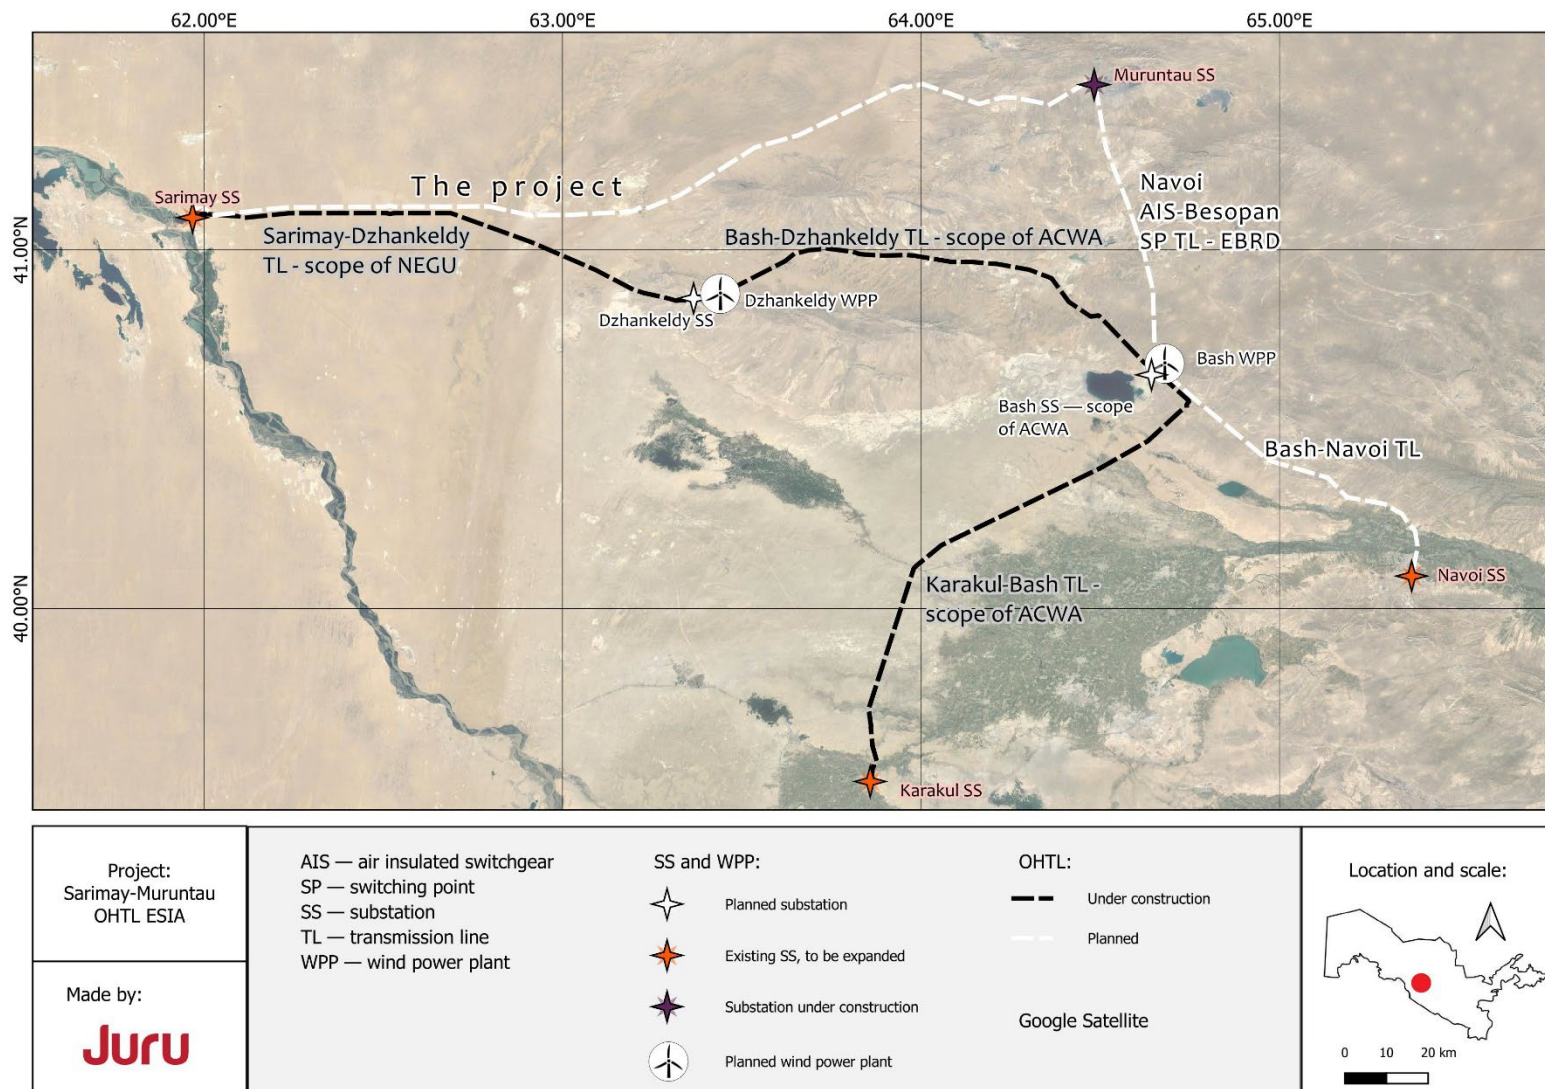 62.00°E
63.00°E
64.00°E
65.00°E
41.00°N
40.00°N
Muruntau SS
Sarimay SS
The project
Navoi
AIS-Besopan
SP TL - EBRD
Sarimay-Dzhankeldy
TL - scope of NEGU
Bash-Dzhankeldy TL - scope of ACWA
Dzhankeldy WPP
Dzhankeldy SS
Bash WPP
Bash SS — scope
of ACWA
Bash-Navoi TL
Navoi SS
Karakul-Bash TL -
scope of ACWA
Karakul SS
Project:
Sarimay-Muruntau
OHTL ESIA
Made by:
Juru
AIS — air insulated switchgear
SP — switching point
SS — substation
TL — transmission line
WPP — wind power plant
SS and WPP:
Planned substation
Existing SS, to be expanded
Substation under construction
Planned wind power plant
OHTL:
Under construction
Planned
Google Satellite
Location and scale:
0 10 20 km